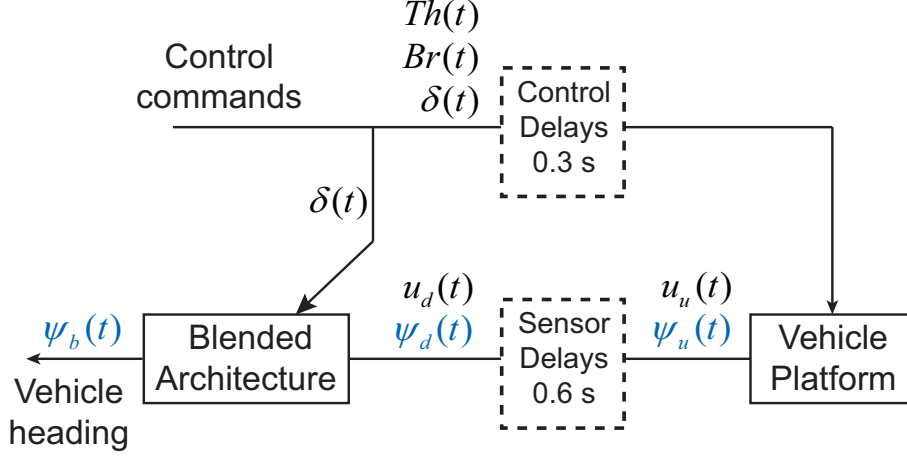 Th(t)
Br(t)
δ(t)
Control
commands
Control
Delays
0.3 s
δ(t)
u_d(t)
ψ_d(t)
u_u(t)
ψ_u(t)
ψ_b(t)
Blended
Architecture
Sensor
Delays
0.6 s
Vehicle
Platform
Vehicle
heading